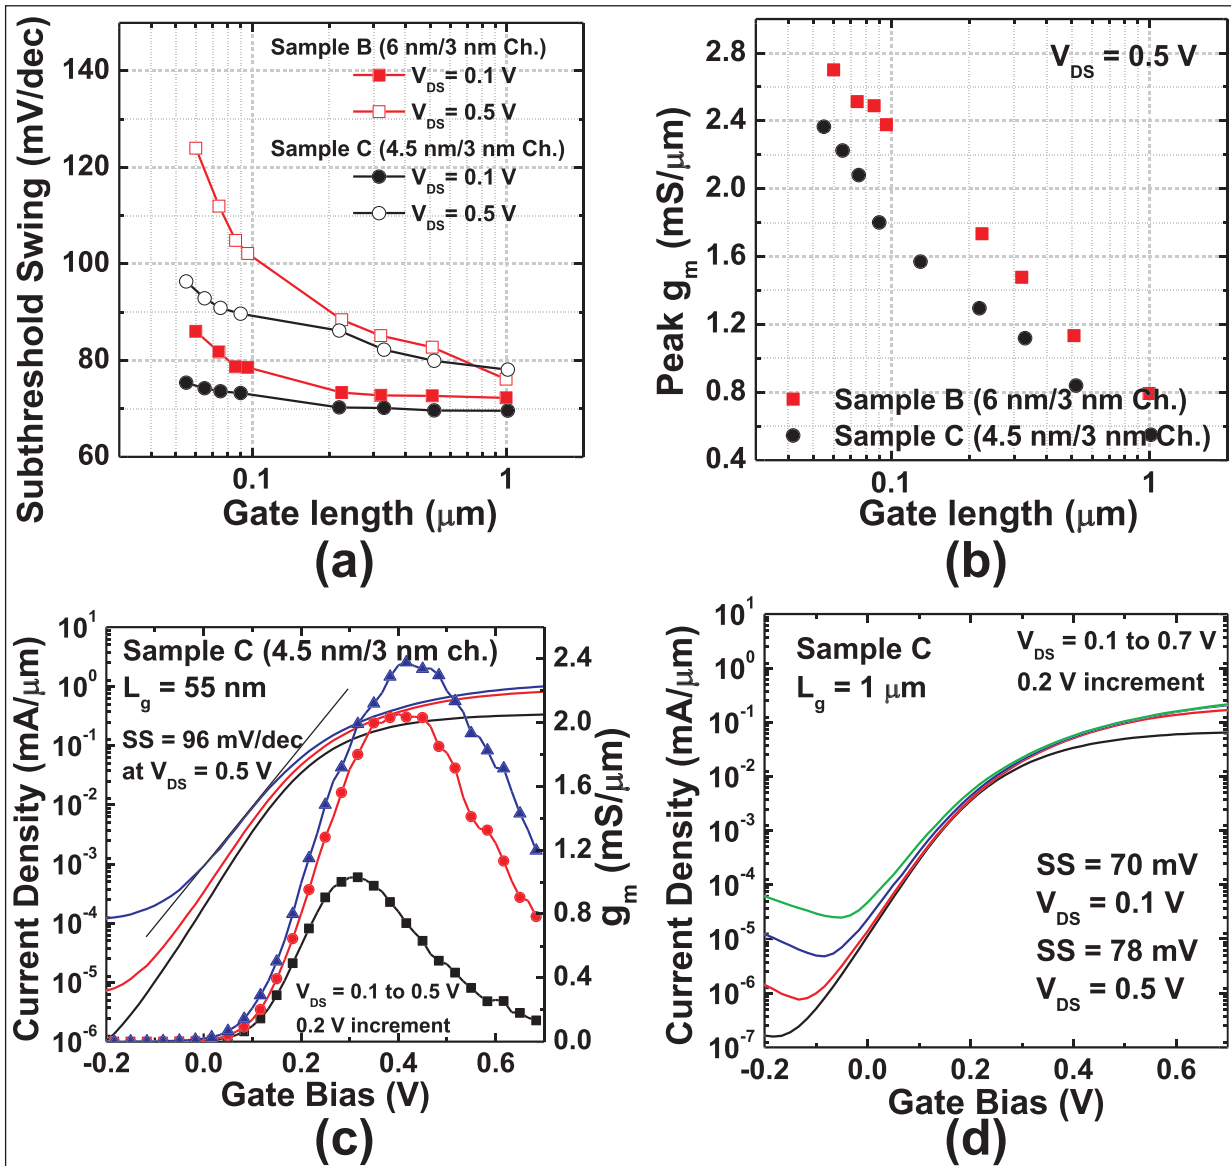 Subthreshold Swing (mV/dec)
140
120
100
80
60
Sample B (6 nm/3 nm Ch.)
V_DS = 0.1 V
V_DS = 0.5 V
Sample C (4.5 nm/3 nm Ch.)
V_DS = 0.1 V
V_DS = 0.5 V
0.1 1
Gate length (μm)
(a)
Peak g_m (mS/μm)
2.8
2.4
2.0
1.6
1.2
0.8
0.4
V_DS = 0.5 V
Sample B (6 nm/3 nm Ch.)
Sample C (4.5 nm/3 nm Ch.)
0.1 1
Gate length (μm)
(b)
Current Density (mA/μm)
10^1
10^0
10^-1
10^-2
10^-3
10^-4
10^-5
10^-6
Sample C (4.5 nm/3 nm ch.)
L_g = 55 nm
SS = 96 mV/dec
at V_DS = 0.5 V
V_DS = 0.1 to 0.5 V
0.2 V increment
2.4
2.0
1.6
1.2
0.8
0.4
0.0
g_m (mS/μm)
-0.2 0.0 0.2 0.4 0.6
Gate Bias (V)
(c)
Current Density (mA/μm)
10^1
10^0
10^-1
10^-2
10^-3
10^-4
10^-5
10^-6
10^-7
Sample C
L_g = 1 μm
V_DS = 0.1 to 0.7 V
0.2 V increment
SS = 70 mV
V_DS = 0.1 V
SS = 78 mV
V_DS = 0.5 V
-0.2 0.0 0.2 0.4 0.6
Gate Bias (V)
(d)